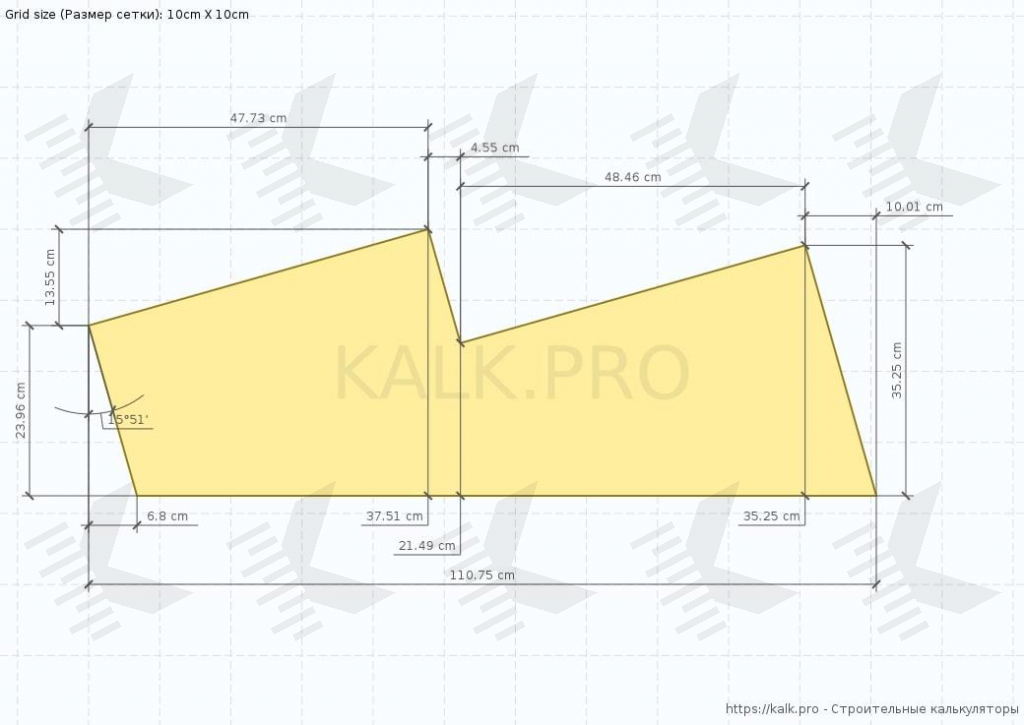 Grid size (Размер сетки): 10cm X 10cm
47.73 cm
4.55 cm
48.46 cm
10.01 cm
13.55 cm
23.96 cm
35.25 cm
KALK.PRO
15°51'
6.8 cm
37.51 cm
35.25 cm
21.49 cm
110.75 cm
https://kalk.pro - Строительные калькуляторы